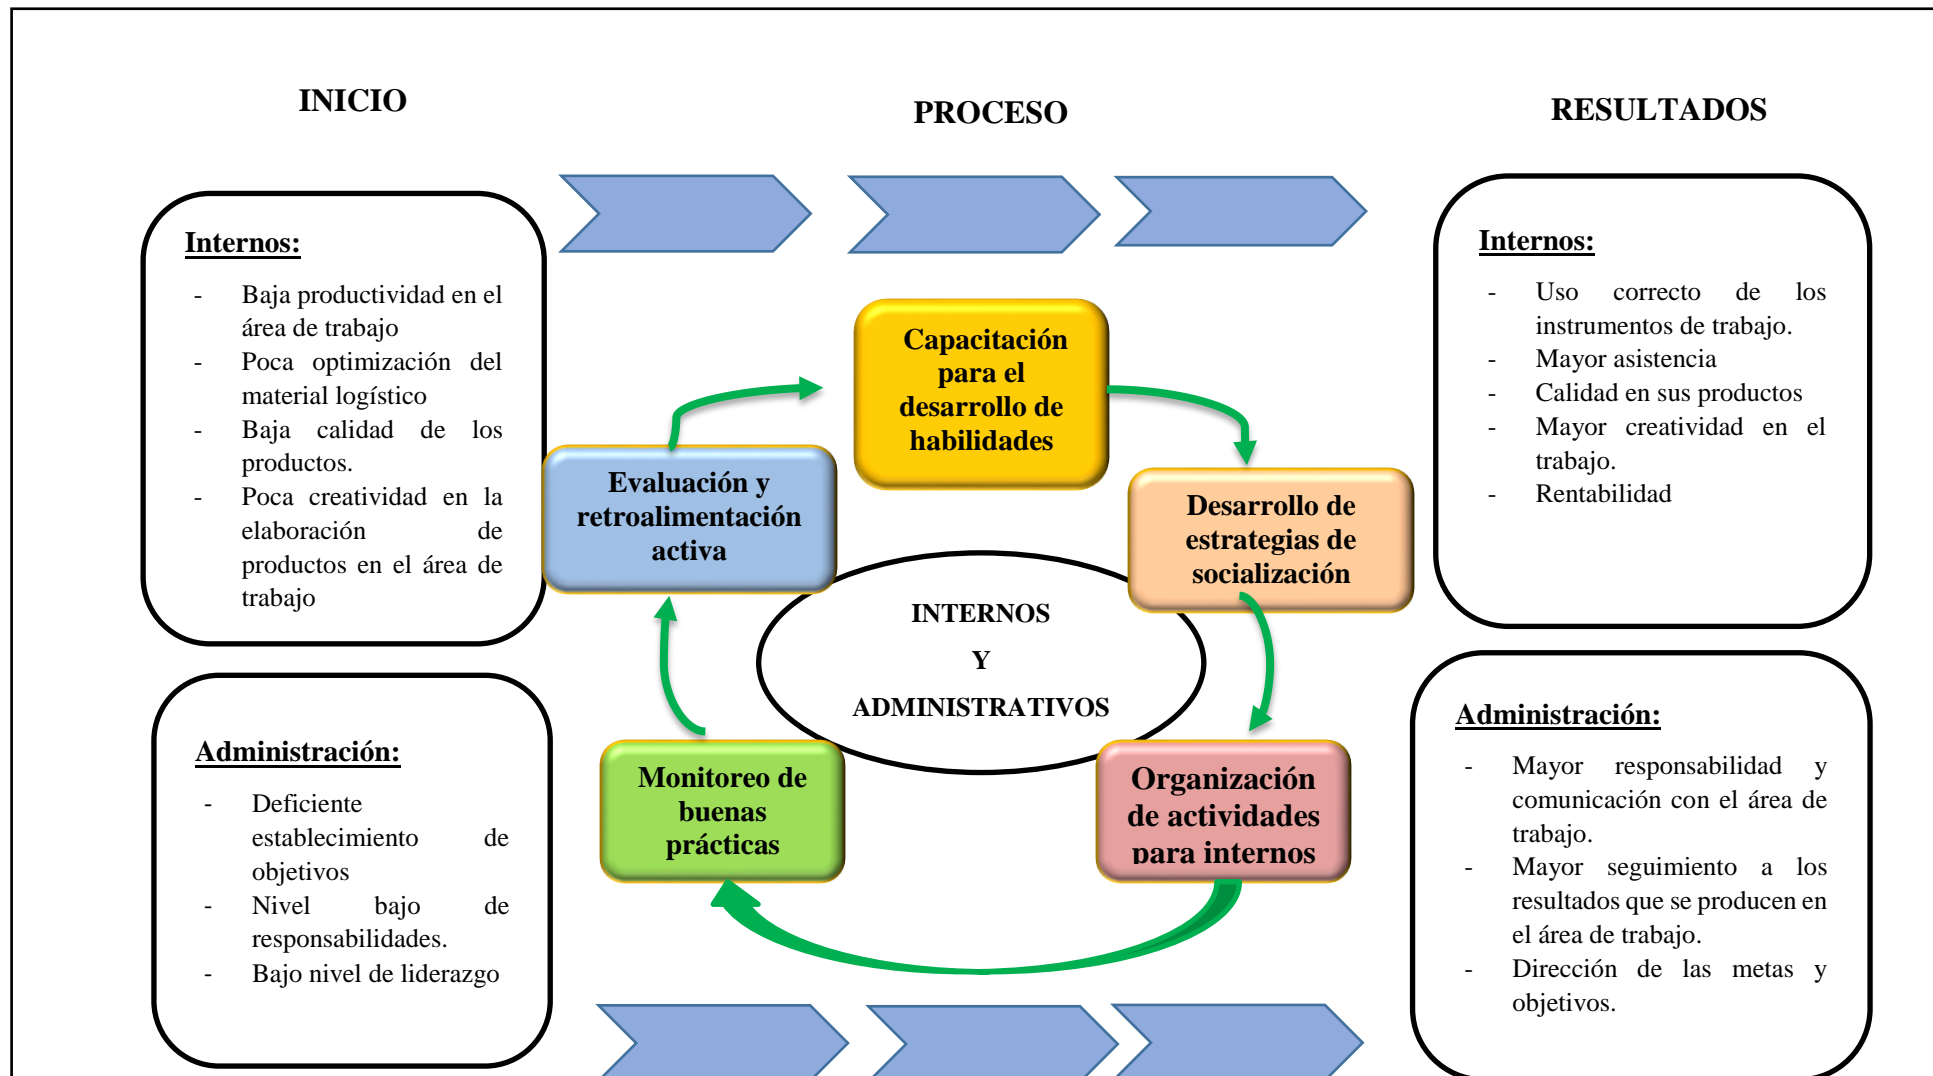 INICIO
PROCESO
RESULTADOS
Internos:
- Baja productividad en el
área de trabajo
- Poca optimización del
material logístico
- Baja calidad de los
productos.
- Poca creatividad en la
elaboración de
productos en el área de
trabajo
Administración:
- Deficiente
establecimiento de
objetivos
- Nivel bajo de
responsabilidades.
- Bajo nivel de liderazgo
Capacitación
para el
desarrollo de
habilidades
Desarrollo de
estrategias de
socialización
Organización
de actividades
para internos
Monitoreo de
buenas
prácticas
Evaluación y
retroalimentación
activa
INTERNOS
Y
ADMINISTRATIVOS
Internos:
- Uso correcto de los
instrumentos de trabajo.
- Mayor asistencia
- Calidad en sus productos
- Mayor creatividad en el
trabajo.
- Rentabilidad
Administración:
- Mayor responsabilidad y
comunicación con el área de
trabajo.
- Mayor seguimiento a los
resultados que se producen en
el área de trabajo.
- Dirección de las metas y
objetivos.